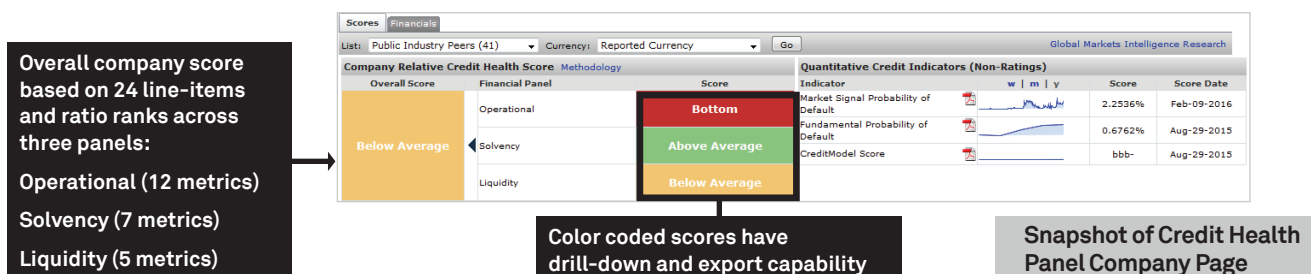 Overall company score
based on 24 line-items
and ratio ranks across
three panels:
Operational (12 metrics)
Solvency (7 metrics)
Liquidity (5 metrics)
Scores Financials
List: Public Industry Peers (41) Currency: Reported Currency Go Global Markets Intelligence Research
Company Relative Credit Health Score Methodology
Overall Score Financial Panel Score
Below Average
Operational Bottom
Solvency Above Average
Liquidity Below Average
Quantitative Credit Indicators (Non-Ratings)
Indicator w | m | y Score Score Date
Market Signal Probability of
Default 2.2536% Feb-09-2016
Fundamental Probability of
Default 0.6762% Aug-29-2015
CreditModel Score bbb- Aug-29-2015
Color coded scores have
drill-down and export capability
Snapshot of Credit Health
Panel Company Page